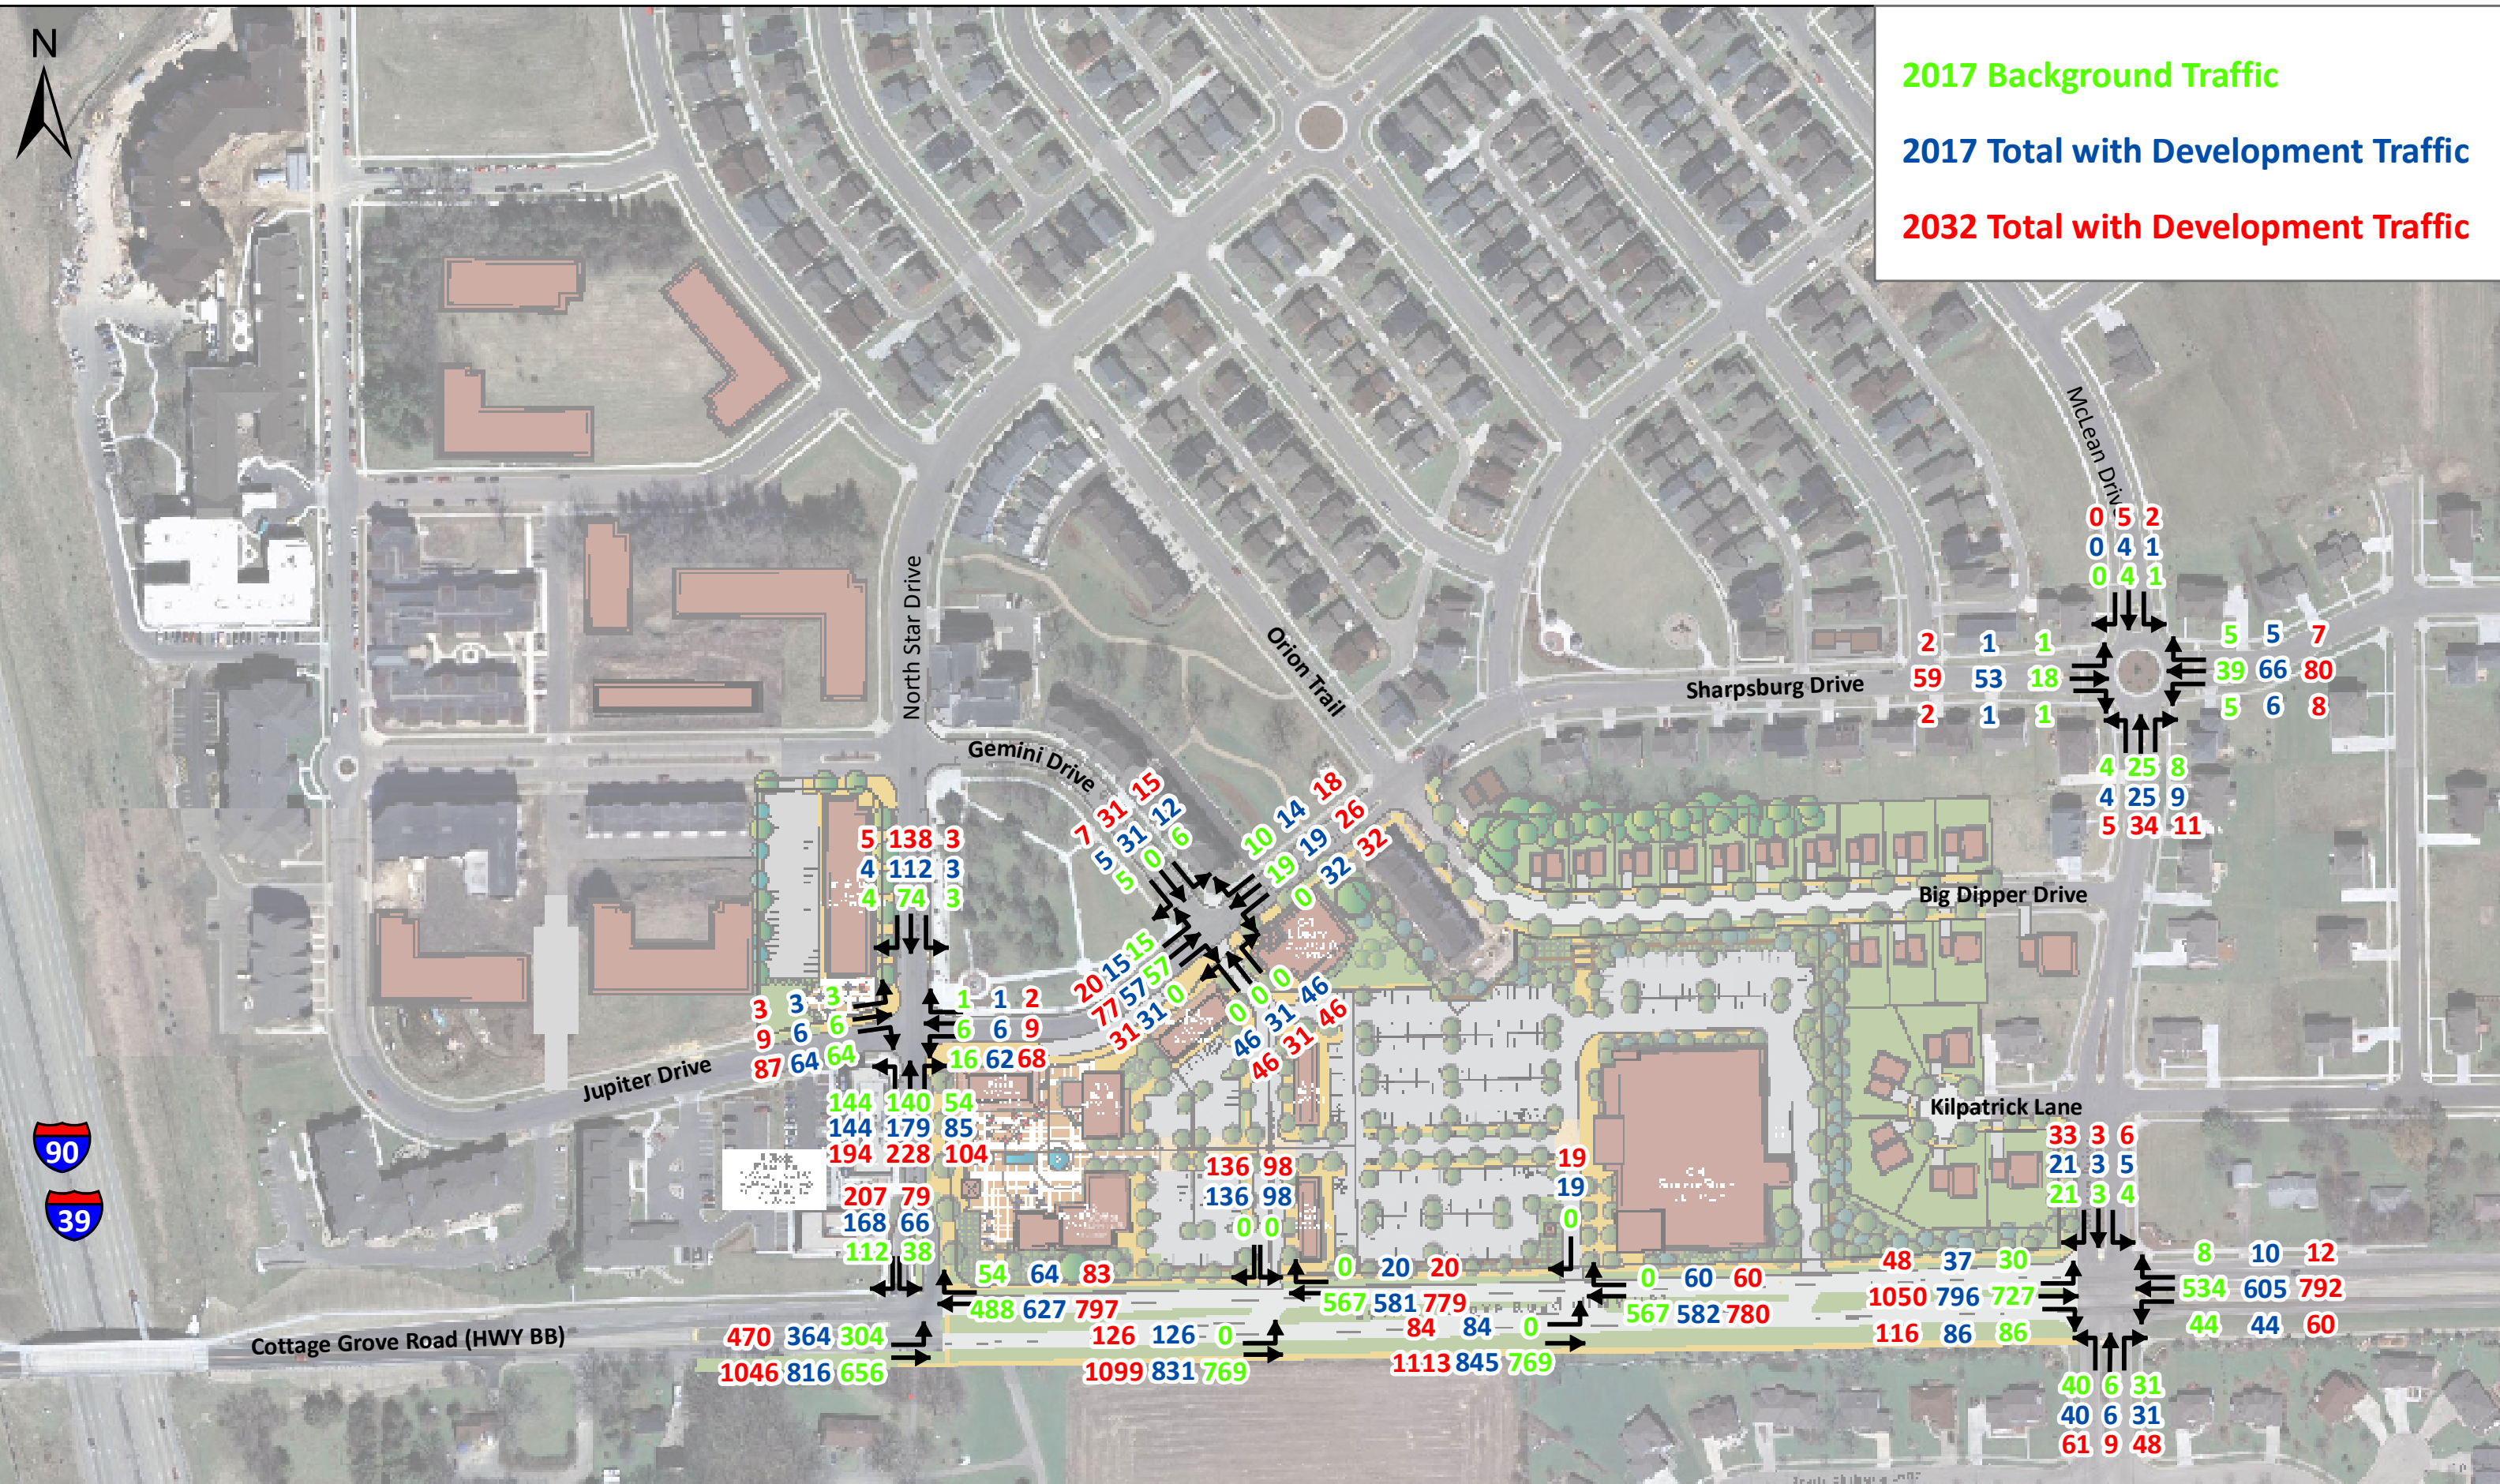 N
2017 Background Traffic
2017 Total with Development Traffic
2032 Total with Development Traffic
McLean Drive
0 5 2
0 4 1
0 4 1
2 1 1
59 53 18
2 1 1
5 5 7
39 66 80
5 6 8
4 25 8
4 25 9
5 34 11
Sharpsburg Drive
Orion Trail
North Star Drive
Gemini Drive
7 31 15
5 31 12
5 0 6
10 14 18
19 19 26
0 32 32
20 15 15
77 57 57
31 31 0
0 0 0
46 31 46
46 31 46
Big Dipper Drive
5 138 3
4 112 3
4 74 3
3 3 3
9 6 6
87 64 64
1 1 2
6 6 9
16 62 68
144 140 54
144 179 85
194 228 104
Jupiter Drive
Kilpatrick Lane
90
39
207 79
168 66
112 38
54 64 83
488 627 797
470 364 304
1046 816 656
Cottage Grove Road (HWY BB)
136 98
136 98
0 0
0 20 20
567 581 779
126 126 0
1099 831 769
19
19
0
0 60 60
567 582 780
84 84 0
1113 845 769
33 3 6
21 3 5
21 3 4
48 37 30
1050 796 727
116 86 86
8 10 12
534 605 792
44 44 60
40 6 31
40 6 31
61 9 48